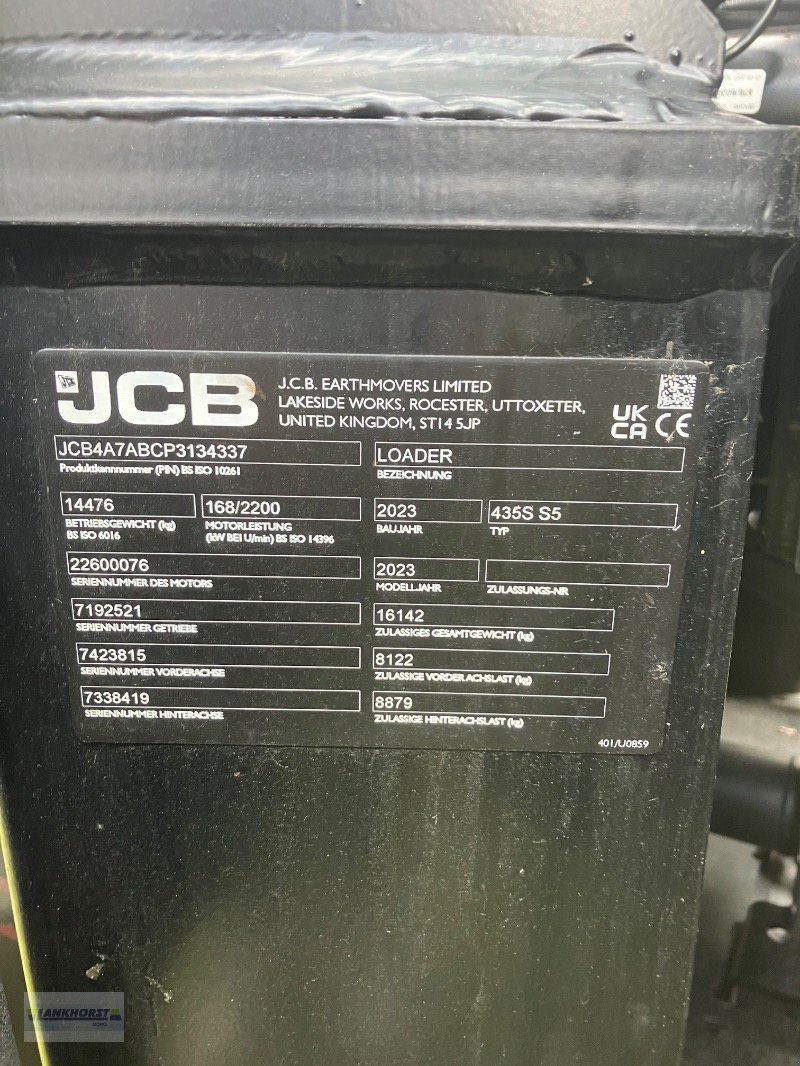 JCB
J.C.B. EARTHMOVERS LIMITED
LAKESIDE WORKS, ROCESTER, UTTOXETER,
UNITED KINGDOM, ST14 5JP
UK
CA CE
JCB4A7ABCP3134337
Produktkennnummer (PIN) BS ISO 10261
LOADER
BEZEICHNUNG
14476
BETRIEBSGEWICHT (kg)
BS ISO 6016
168/2200
MOTORLEISTUNG
(kW BEI U/min) BS ISO 14396
2023
BAUJAHR
435S S5
TYP
22600076
SERIENNUMMER DES MOTORS
2023
MODELLJAHR
ZULASSUNGS-NR
7192521
SERIENNUMMER GETRIEBE
16142
ZULASSIGES GESAMTGEWICHT (kg)
7423815
SERIENNUMMER VORDERACHSE
8122
ZULASSIGE VORDERACHSLAST (kg)
7338419
SERIENNUMMER HINTERACHSE
8879
ZULASSIGE HINTERACHSLAST (kg)
401/U0859
LANKHORST